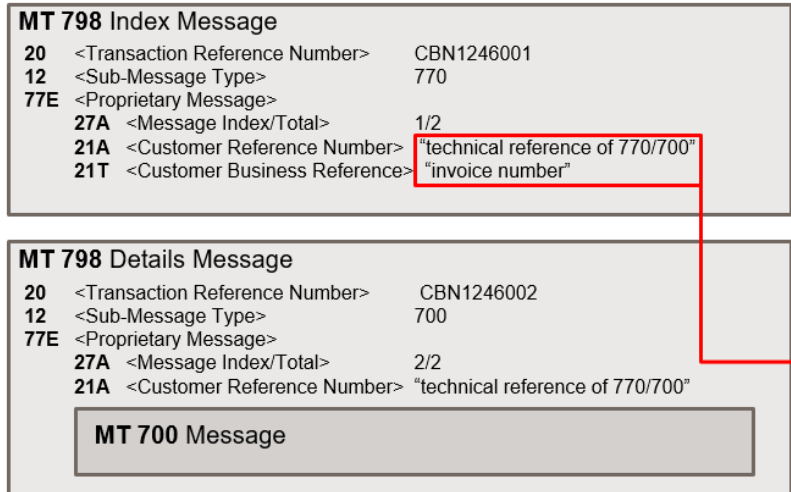 MT 798 Index Message
20 <Transaction Reference Number> CBN1246001
12 <Sub-Message Type> 770
77E <Proprietary Message>
27A <Message Index/Total> 1/2
21A <Customer Reference Number> “technical reference of 770/700”
21T <Customer Business Reference> “invoice number”
MT 798 Details Message
20 <Transaction Reference Number> CBN1246002
12 <Sub-Message Type> 700
77E <Proprietary Message>
27A <Message Index/Total> 2/2
21A <Customer Reference Number> “technical reference of 770/700”
MT 700 Message